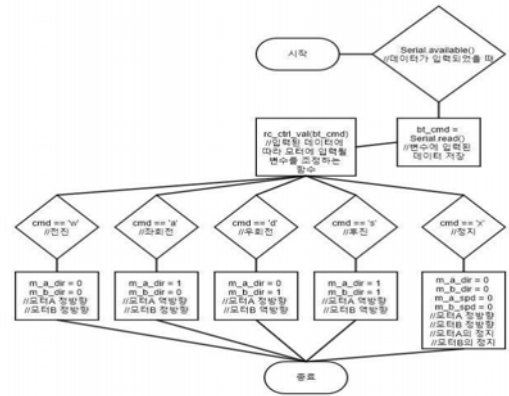 시작
Serial.available()
//데이터가 입력되었을 때
bt_cmd =
Serial.read()
//변수에 입력된
데이터 저장
rc_ctrl_val(bt_cmd)
//입력된 데이터에
따라 모터에 입력될
변수를 조정하는
함수
cmd == 'w'
//전진
cmd == 'a'
//좌회전
cmd == 'd'
//우회전
cmd == 's'
//후진
cmd == 'x'
//정지
m_a_dir = 0
m_b_dir = 0
//모터A 정방향
//모터B 정방향
m_a_dir = 1
m_b_dir = 0
//모터A 역방향
//모터B 정방향
m_a_dir = 0
m_b_dir = 1
//모터A 정방향
//모터B 역방향
m_a_dir = 1
m_b_dir = 1
//모터A 역방향
//모터B 역방향
m_a_dir = 0
m_b_dir = 0
m_a_spd = 0
m_b_spd = 0
//모터A 정방향
//모터B 정방향
//모터A의 정지
//모터B의 정지
종료